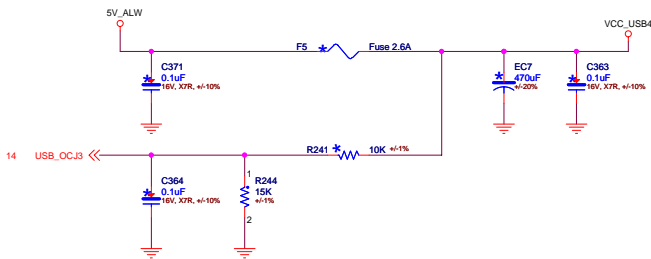 5V_ALW
VCC_USB4
F5 * Fuse 2.6A
C371
0.1uF
16V, X7R, +/-10%
EC7
470uF
+/-20%
C363
0.1uF
16V, X7R, +/-10%
14 USB_OCJ3
R241 * 10K +/-1%
C364
0.1uF
16V, X7R, +/-10%
1
R244
15K
+/-1%
2